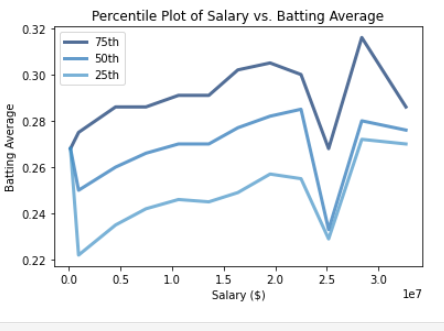 Percentile Plot of Salary vs. Batting Average
0.32
0.30
0.28
0.26
0.24
0.22
Batting Average
75th
50th
25th
0.0 0.5 1.0 1.5 2.0 2.5 3.0
1e7
Salary ($)